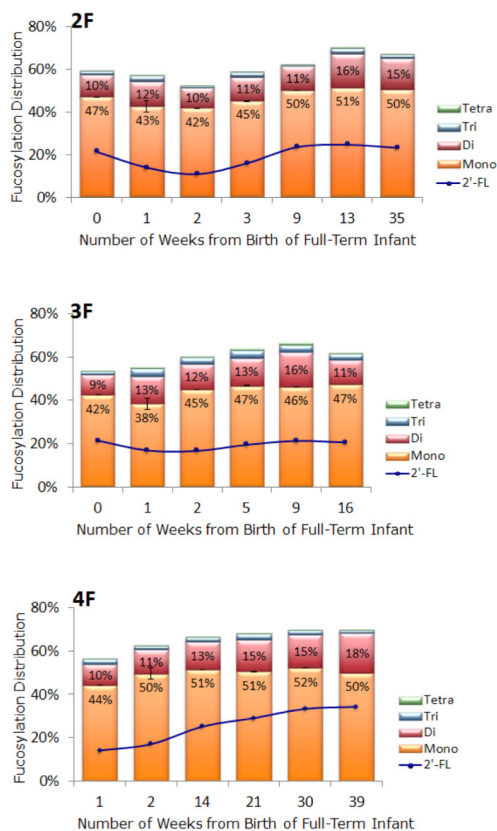 2F
Fucosylation Distribution
80%
60%
40%
20%
0%
10% 12% 10% 11% 11% 16% 15%
47% 43% 42% 45% 50% 51% 50%
Tetra
Tri
Di
Mono
2'-FL
0 1 2 3 9 13 35
Number of Weeks from Birth of Full-Term Infant
3F
Fucosylation Distribution
80%
60%
40%
20%
0%
9% 13% 12% 13% 16% 11%
42% 38% 45% 47% 46% 47%
Tetra
Tri
Di
Mono
2'-FL
0 1 2 5 9 16
Number of Weeks from Birth of Full-Term Infant
4F
Fucosylation Distribution
80%
60%
40%
20%
0%
10% 11% 13% 15% 15% 18%
44% 50% 51% 51% 52% 50%
Tetra
Tri
Di
Mono
2'-FL
1 2 14 21 30 39
Number of Weeks from Birth of Full-Term Infant